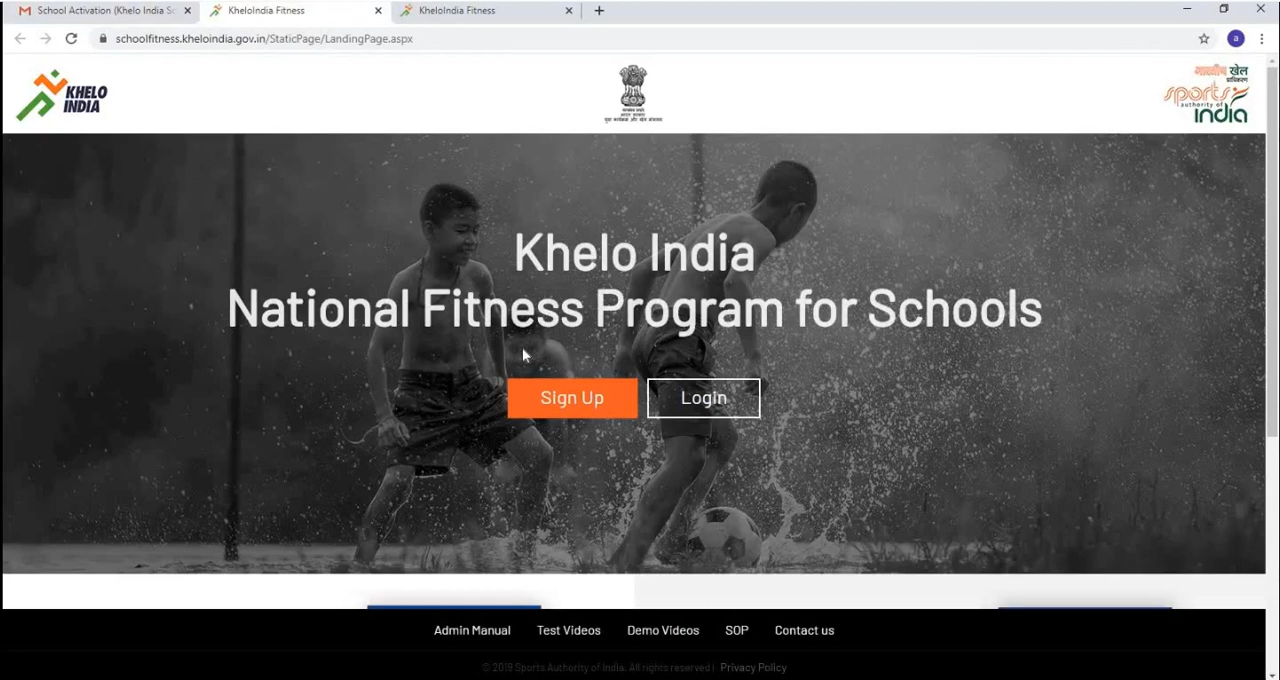 School Activation (Khelo India Sc
KheloIndia Fitness
KheloIndia Fitness
schoolfitness.kheloindia.gov.in/StaticPage/LandingPage.aspx
a
KHELO
INDIA
भारतीय खेल
प्राधिकरण
sports
authority of
india
Khelo India
National Fitness Program for Schools
Sign Up
Login
Admin Manual
Test Videos
Demo Videos
SOP
Contact us
© 2019 Sports Authority of India. All rights reserved |
Privacy Policy